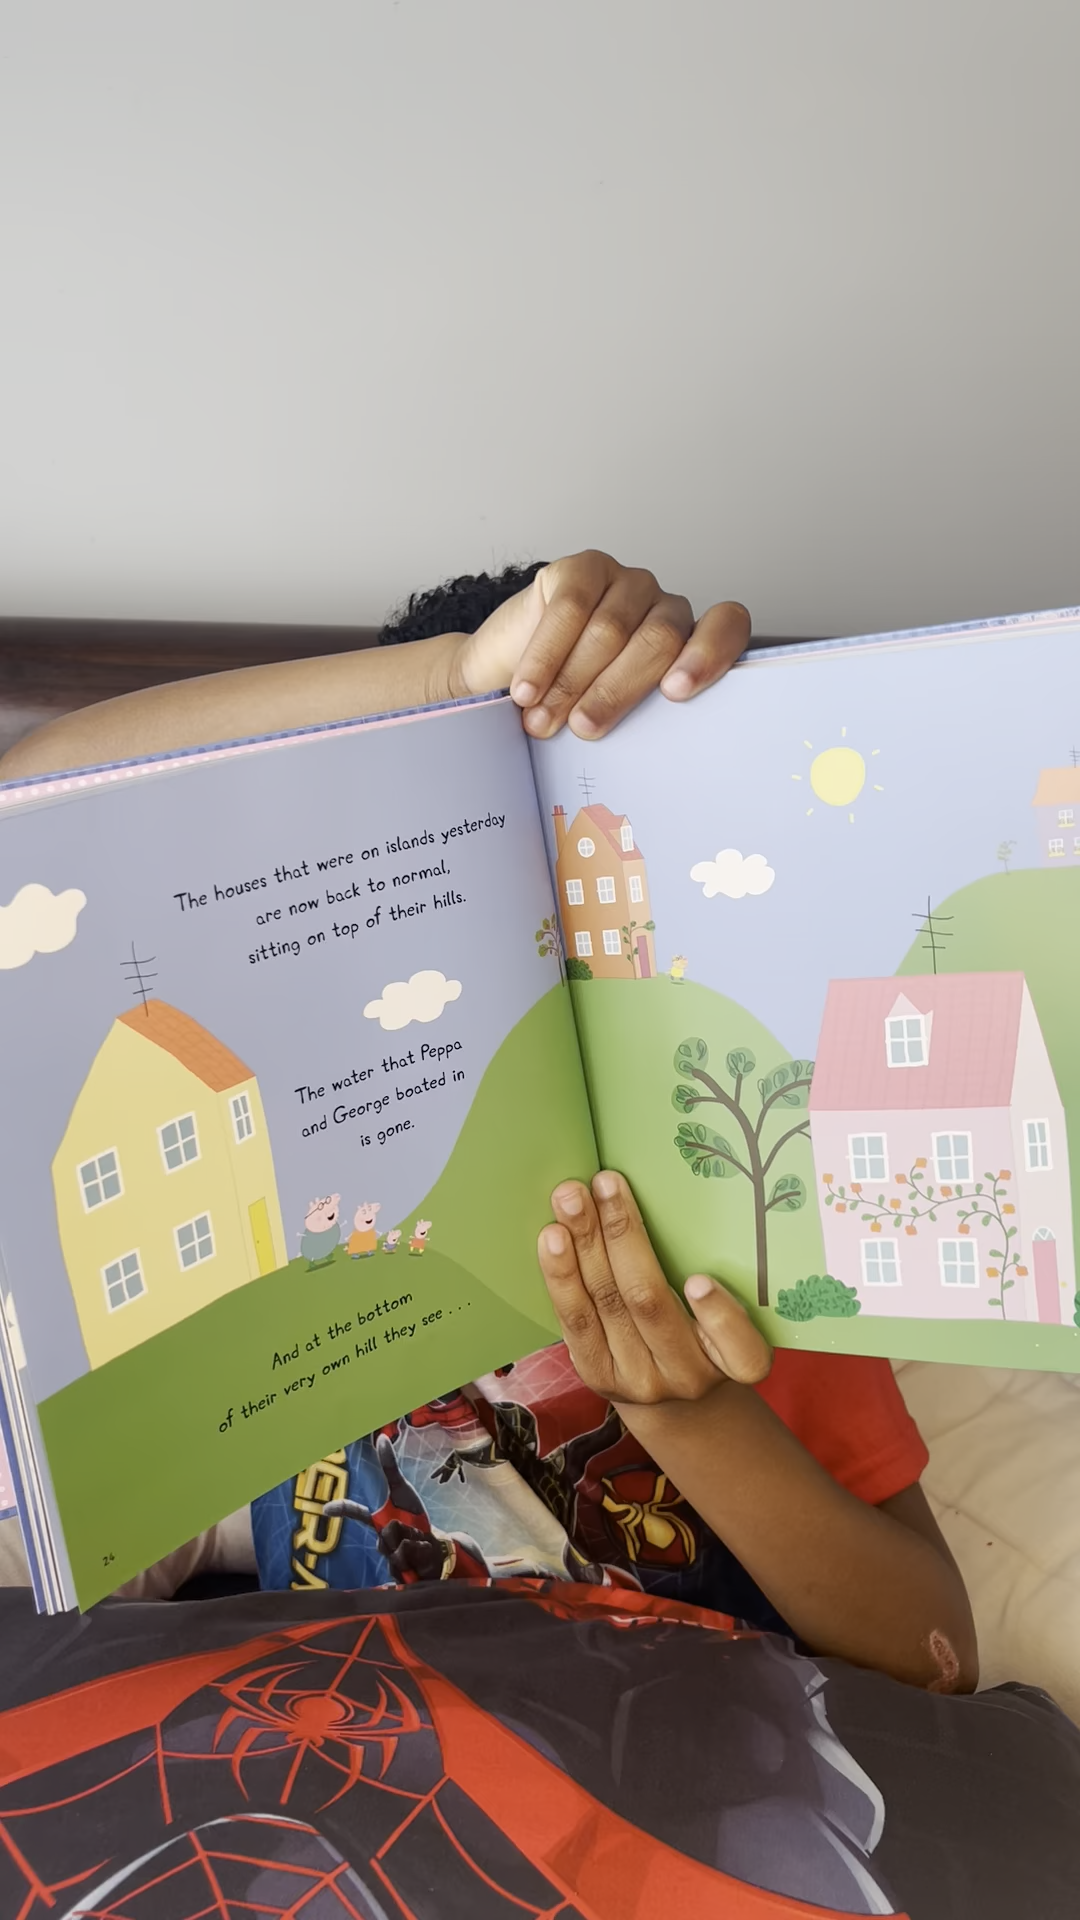 The houses that were on islands yesterday
are now back to normal,
sitting on top of their hills.
The water that Peppa
and George boated in
is gone.
And at the bottom
of their very own hill they see . . .
24